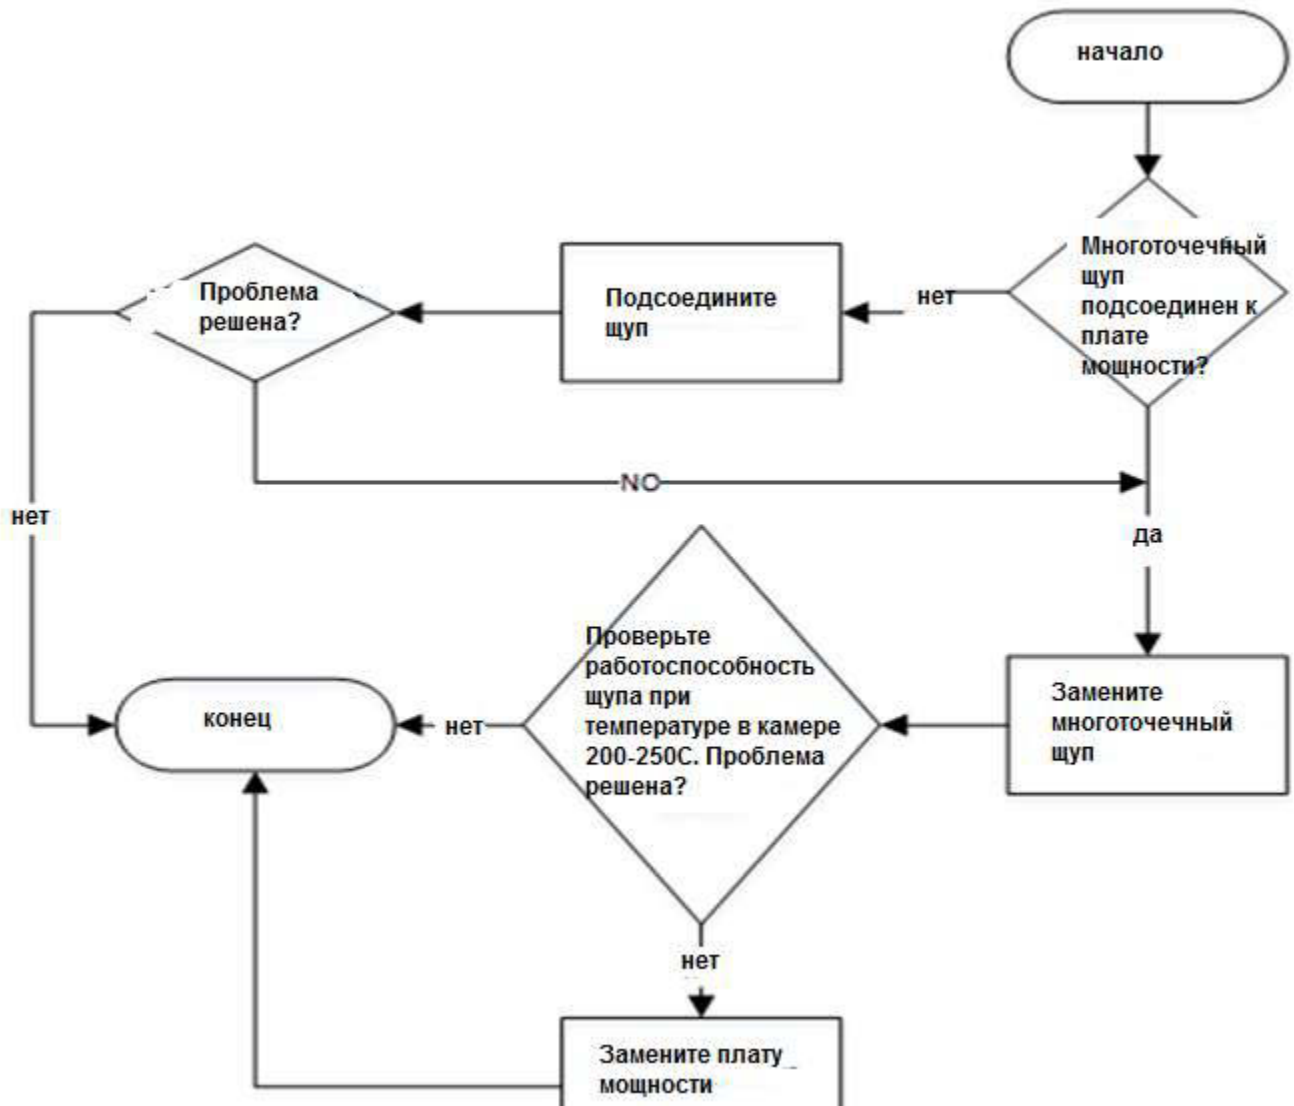 начало
Многоточечный
щуп
подсоединен к
плате
мощности?
нет
Подсоедините
щуп
Проблема
решена?
NO
нет
да
Замените
многоточечный
щуп
Проверьте
работоспособность
щупа при
температуре в камере
200-250С. Проблема
решена?
нет
конец
нет
Замените плату
мощности